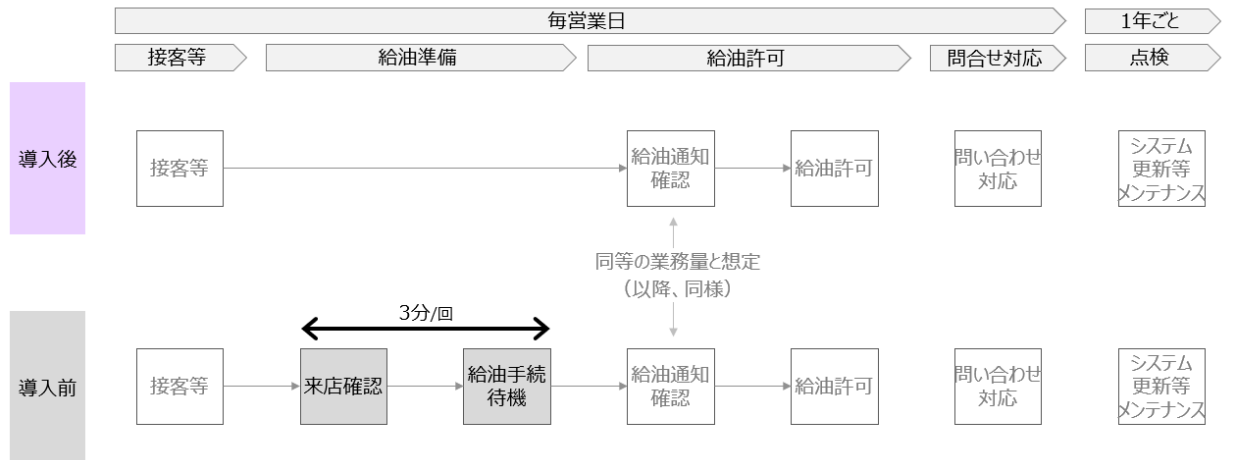 毎営業日
1年ごと
接客等
給油準備
給油許可
問合せ対応
点検
導入後
接客等
給油通知
確認
給油許可
問い合わせ
対応
システム
更新等
メンテナンス
同等の業務量と想定
（以降、同様）
3分/回
導入前
接客等
来店確認
給油手続
待機
給油通知
確認
給油許可
問い合わせ
対応
システム
更新等
メンテナンス